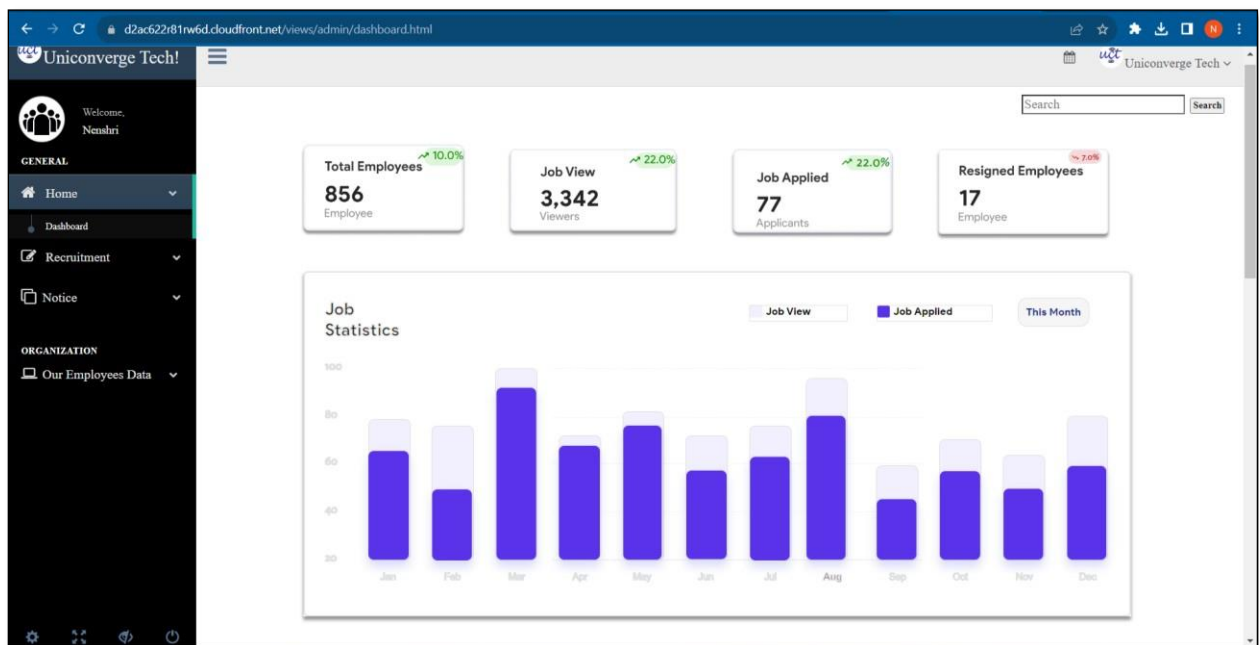 d2ac622r81rw6d.cloudfront.net/views/admin/dashboard.html
N
uct Uniconverge Tech!
uct Uniconverge Tech
Search Search
Welcome,
Nenshri
GENERAL
Home
Dashboard
Recruitment
Notice
ORGANIZATION
Our Employees Data
Total Employees 10.0%
856
Employee
Job View 22.0%
3,342
Viewers
Job Applied 22.0%
77
Applicants
Resigned Employees 7.0%
17
Employee
Job
Statistics
Job View Job Applied This Month
100
80
60
40
20
Jan Feb Mar Apr May Jun Jul Aug Sep Oct Nov Dec